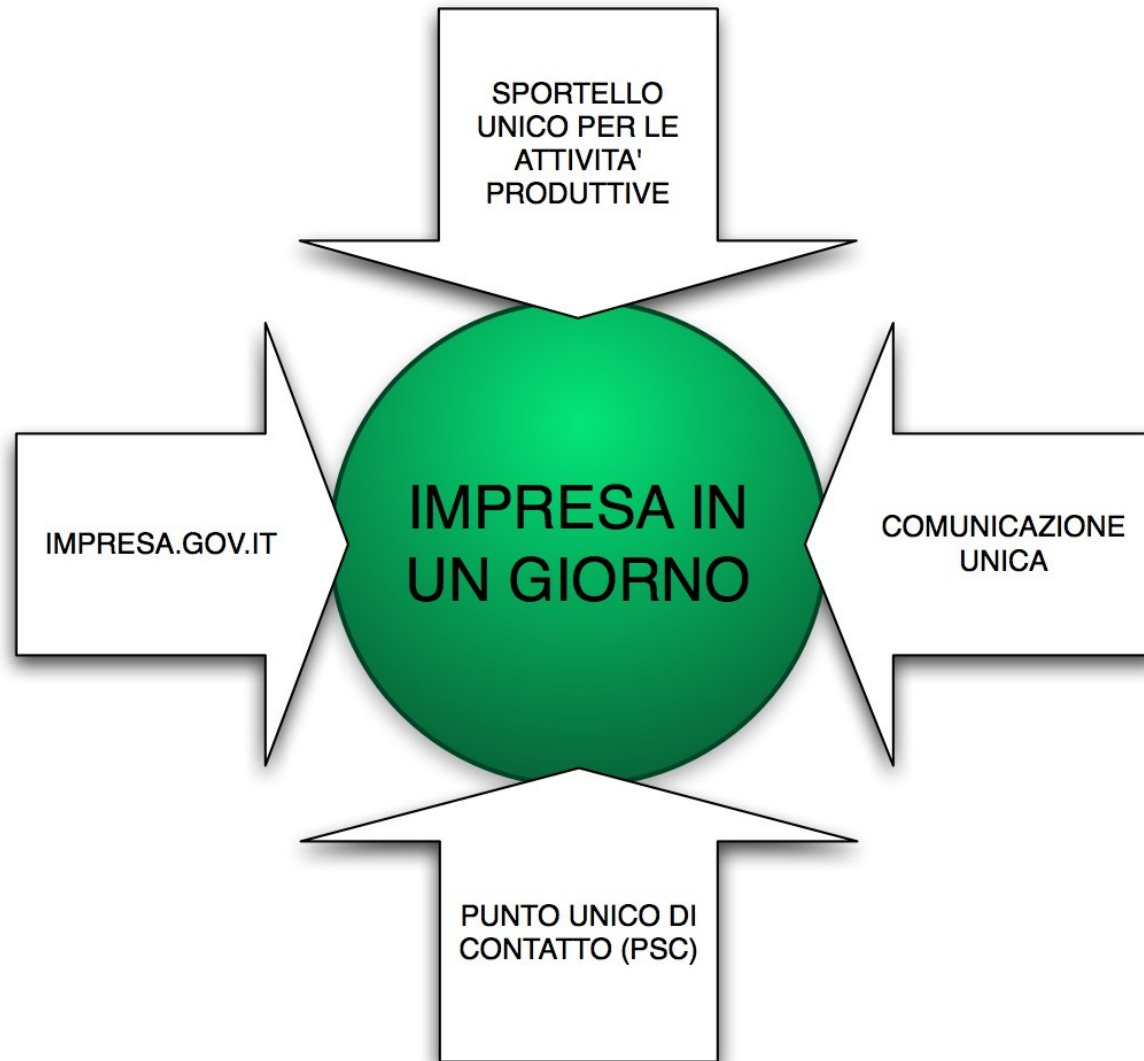 SPORTELLO
UNICO PER LE
ATTIVITA'
PRODUTTIVE
IMPRESA.GOV.IT
IMPRESA IN
UN GIORNO
COMUNICAZIONE
UNICA
PUNTO UNICO DI
CONTATTO (PSC)